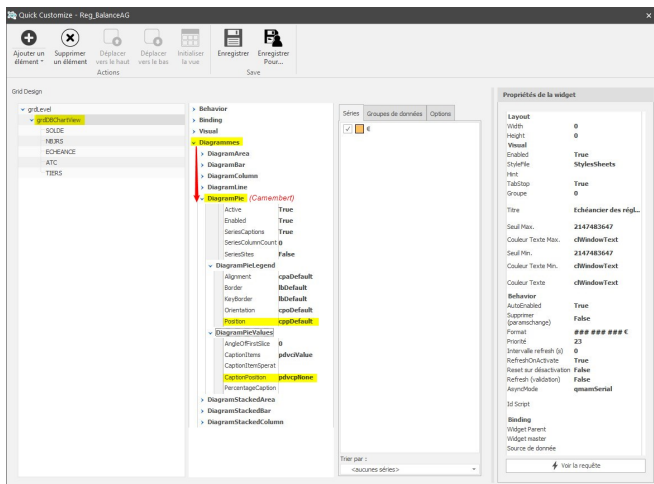 Quick Customize - Reg_BalanceAG
Ajouter un élément
Supprimer un élément
Déplacer vers le haut
Déplacer vers le bas
Initialiser la vue
Enregistrer
Enregistrer Pour...
Actions
Save
Grid Design
grdLevel
grdDBChartView
SOLDE
NBJRS
ECHEANCE
ATC
TIERS
Behavior
Binding
Visual
Diagrammes
DiagramArea
DiagramBar
DiagramColumn
DiagramLine
DiagramPie (Camembert)
Active True
Enabled True
SeriesCaptions True
SeriesColumnCount 0
SeriesSites False
DiagramPieLegend
Alignment cpaDefault
Border lbDefault
KeyBorder lbDefault
Orientation cpoDefault
Position cppDefault
DiagramPieValues
AngleOfFirstSlice 0
CaptionItems pdvciValue
CaptionItemSperat
CaptionPosition pdvcpNone
PercentageCaption
DiagramStackedArea
DiagramStackedBar
DiagramStackedColumn
Séries Groupes de données Options
€
Trier par :
<aucunes séries>
Propriétés de la widget
Layout
Width 0
Height 0
Visual
Enabled True
StyleFile StylesSheets
Hint
TabStop True
Groupe 0
Titre Echéancier des régl...
Seuil Max. 2147483647
Couleur Texte Max. clWindowText
Seuil Min. 2147483647
Couleur Texte Min. clWindowText
Couleur Texte clWindowText
Behavior
AutoEnabled True
Supprimer (paramschange) False
Format ### ### ### €
Priorité 23
Intervalle refresh (s) 0
RefreshOnActivate True
Reset sur désactivation False
Refresh (validation) False
AsyncMode qmamSerial
Id Script
Binding
Widget Parent
Widget master
Source de donnée
Voir la requête